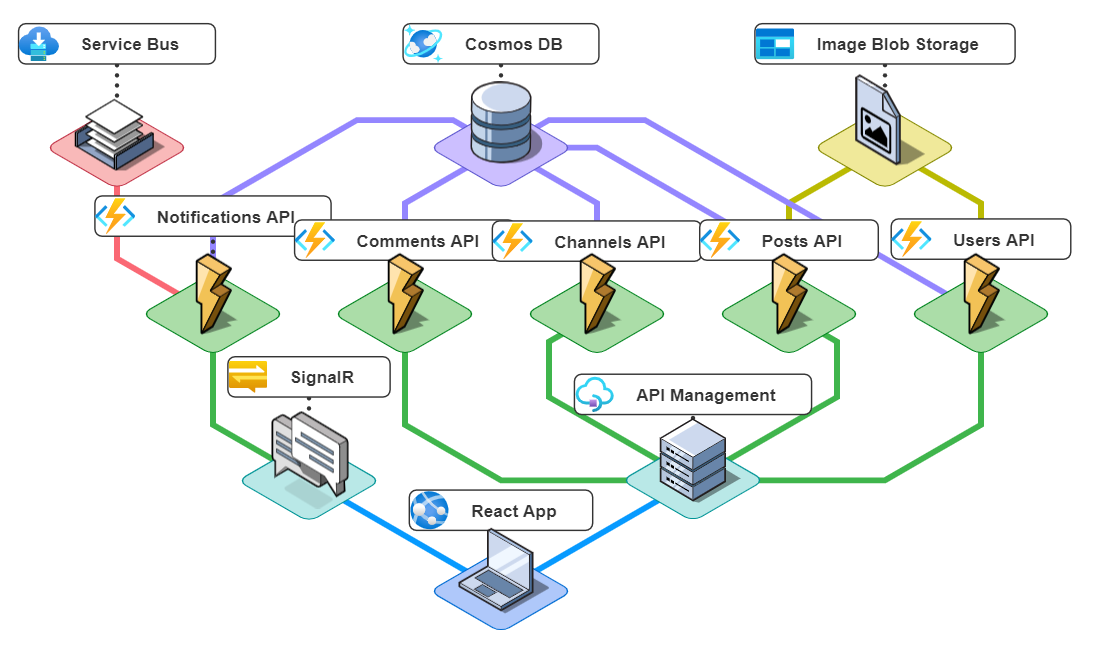 Service Bus
Cosmos DB
Image Blob Storage
Notifications API
Comments API
Channels API
Posts API
Users API
SignalR
API Management
React App